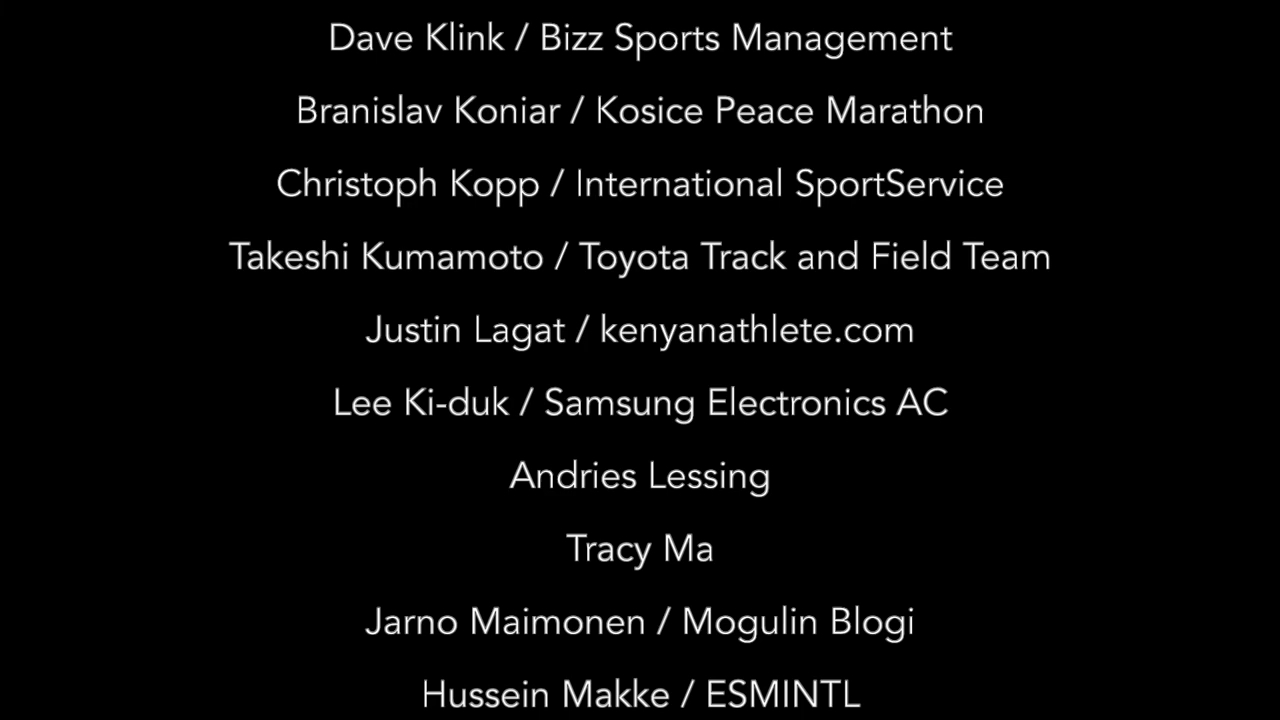 Dave Klink / Bizz Sports Management
Branislav Koniar / Kosice Peace Marathon
Christoph Kopp / International SportService
Takeshi Kumamoto / Toyota Track and Field Team
Justin Lagat / kenyanathlete.com
Lee Ki-duk / Samsung Electronics AC
Andries Lessing
Tracy Ma
Jarno Maimonen / Mogulin Blogi
Hussein Makke / ESMINTL